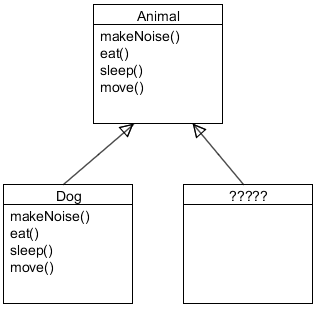 Animal
makeNoise()
eat()
sleep()
move()
Dog
makeNoise()
eat()
sleep()
move()
?????